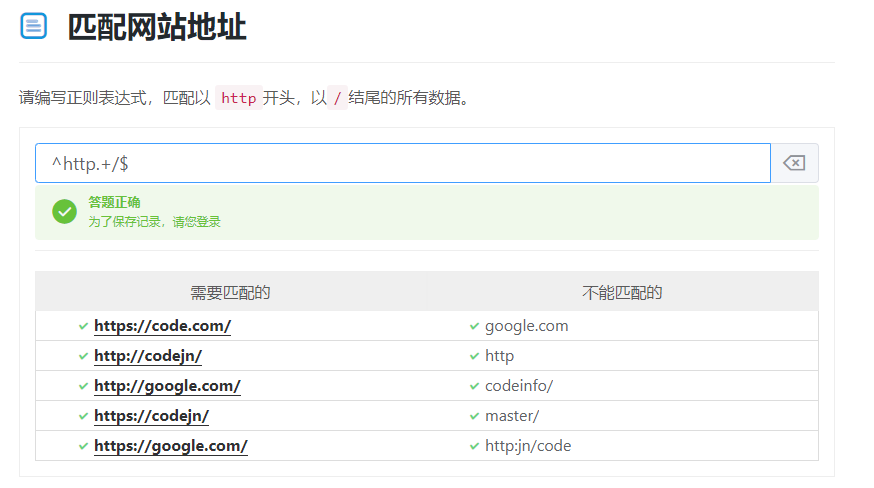 匹配网站地址
请编写正则表达式，匹配以 http 开头，以 / 结尾的所有数据。
^http.+/$
答题正确
为了保存记录，请您登录
需要匹配的 不能匹配的
https://code.com/ google.com
http://codejn/ http
http://google.com/ codeinfo/
https://codejn/ master/
https://google.com/ http:jn/code